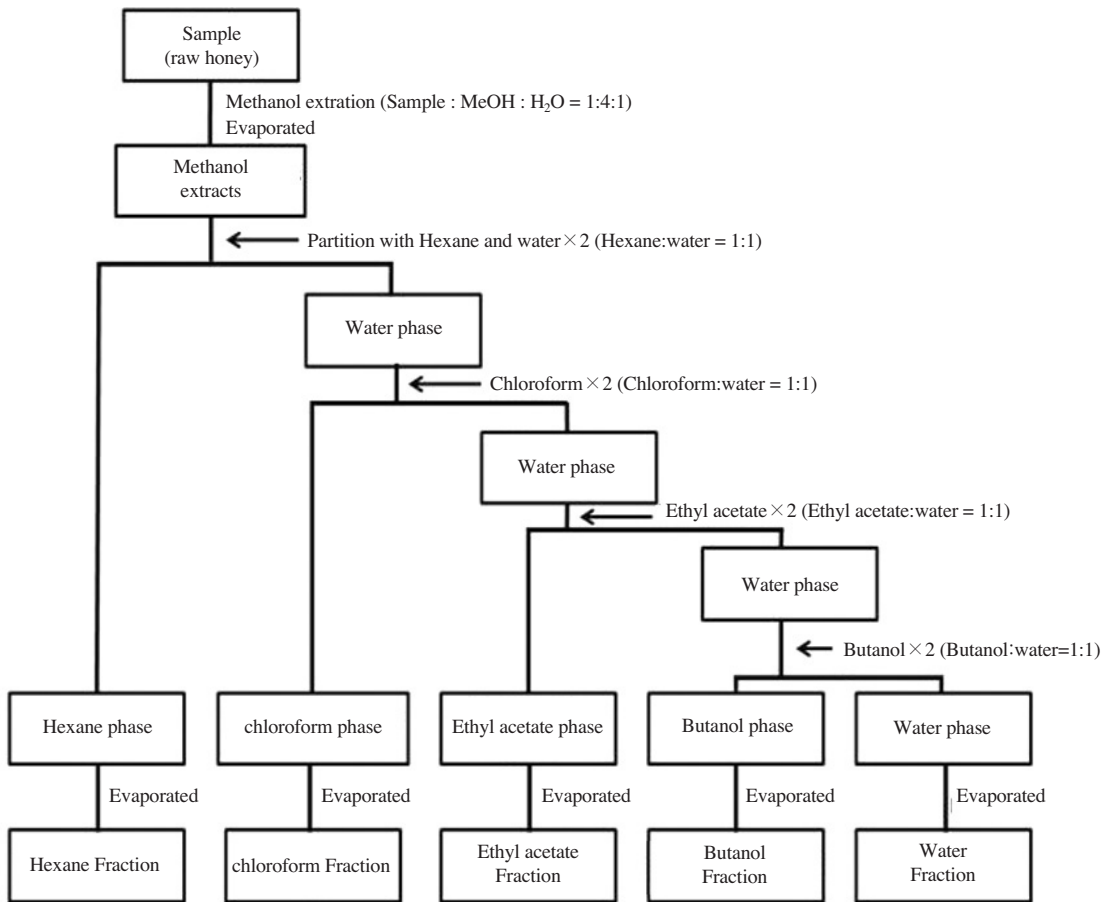 Sample
(raw honey)
Methanol extration (Sample : MeOH : H₂O = 1:4:1)
Evaporated
Methanol
extracts
Partition with Hexane and water×2 (Hexane:water = 1:1)
Water phase
Chloroform×2 (Chloroform:water = 1:1)
Water phase
Ethyl acetate×2 (Ethyl acetate:water = 1:1)
Water phase
Butanol×2 (Butanol:water=1:1)
Hexane phase
chloroform phase
Ethyl acetate phase
Butanol phase
Water phase
Evaporated
Evaporated
Evaporated
Evaporated
Evaporated
Hexane Fraction
chloroform Fraction
Ethyl acetate
Fraction
Butanol
Fraction
Water
Fraction